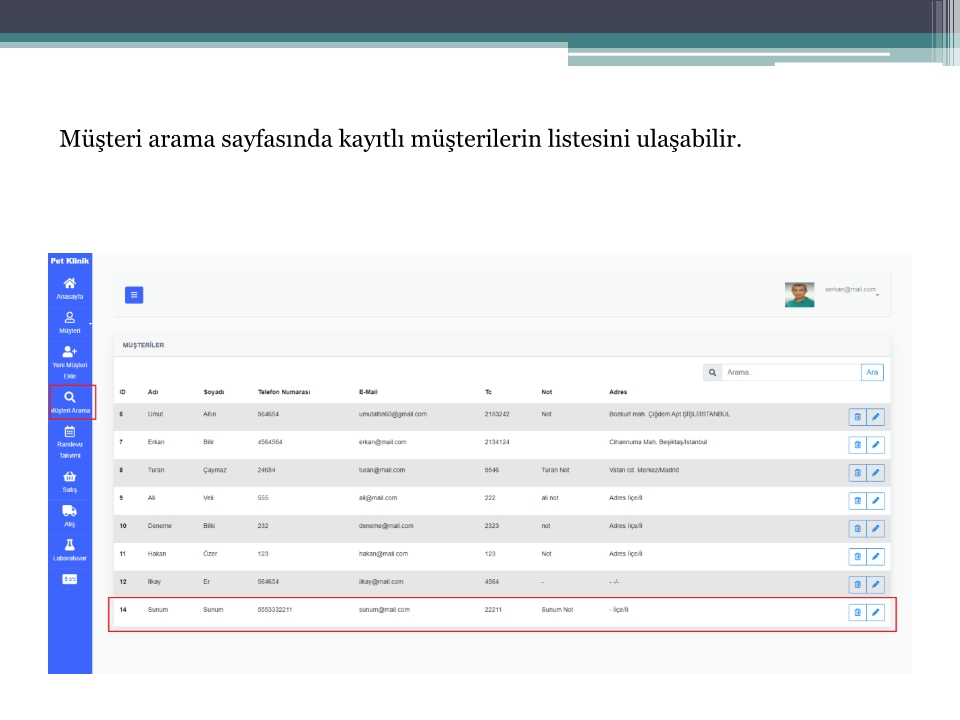 Müşteri arama sayfasında kayıtlı müşterilerin listesini ulaşabilir.
Pet Klinik
Anasayfa
Müşteri
Yeni Müşteri
Ekle
Müşteri Arama
Randevu
Takvimi
Satış
Alış
Labaratuvar
serkan@mail.com
MÜŞTERİLER
Arama. Ara
ID Adı Soyadı Telefon Numarası E-Mail Tc Not Adres
6 Umut Altın 564654 umutaltin60@gmail.com 2153242 Not Bozkurt mah. Çiğdem Apt ŞİŞLİ/İSTANBUL
7 Erkan Bilir 4564564 erkan@mail.com 2134124 Cihannuma Mah. Beşiktaş/İstanbul
8 Turan Çaymaz 24654 turan@mail.com 5546 Turan Not Vatan cd. Merkez/Madrid
9 Ali Veli 555 ali@mail.com 222 ali not Adres İlçe/İl
10 Deneme Bilki 232 deneme@mail.com 2323 not Adres İlçe/İl
11 Hakan Özer 123 hakan@mail.com 123 Not Adres İlçe/İl
12 İlkay Er 564654 ilkay@mail.com 4564 - - -/-
14 Sunum Sunum 5553332211 sunum@mail.com 22211 Sunum Not - İlçe/İl